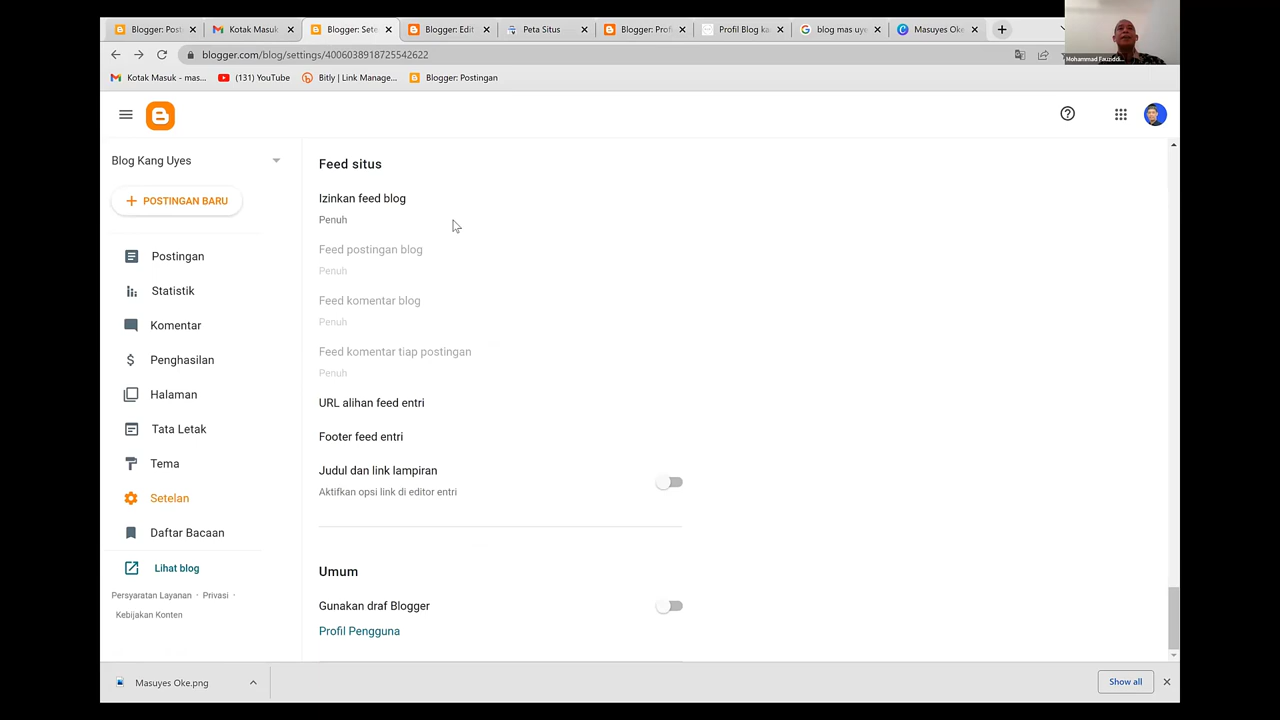 Blogger: Post
Kotak Masuk
Blogger: Sete
Blogger: Edit
Peta Situs
Blogger: Profi
Profil Blog ka
blog mas uye
Masuyes Oke
blogger.com/blog/settings/4006038918725542622
Mohammad Fauziddi...
Kotak Masuk - mas...
(131) YouTube
Bitly | Link Manage...
Blogger: Postingan
Blog Kang Uyes
POSTINGAN BARU
Postingan
Statistik
Komentar
Penghasilan
Halaman
Tata Letak
Tema
Setelan
Daftar Bacaan
Lihat blog
Persyaratan Layanan · Privasi ·
Kebijakan Konten
Feed situs
Izinkan feed blog
Penuh
Feed postingan blog
Penuh
Feed komentar blog
Penuh
Feed komentar tiap postingan
Penuh
URL alihan feed entri
Footer feed entri
Judul dan link lampiran
Aktifkan opsi link di editor entri
Umum
Gunakan draf Blogger
Profil Pengguna
Masuyes Oke.png
Show all